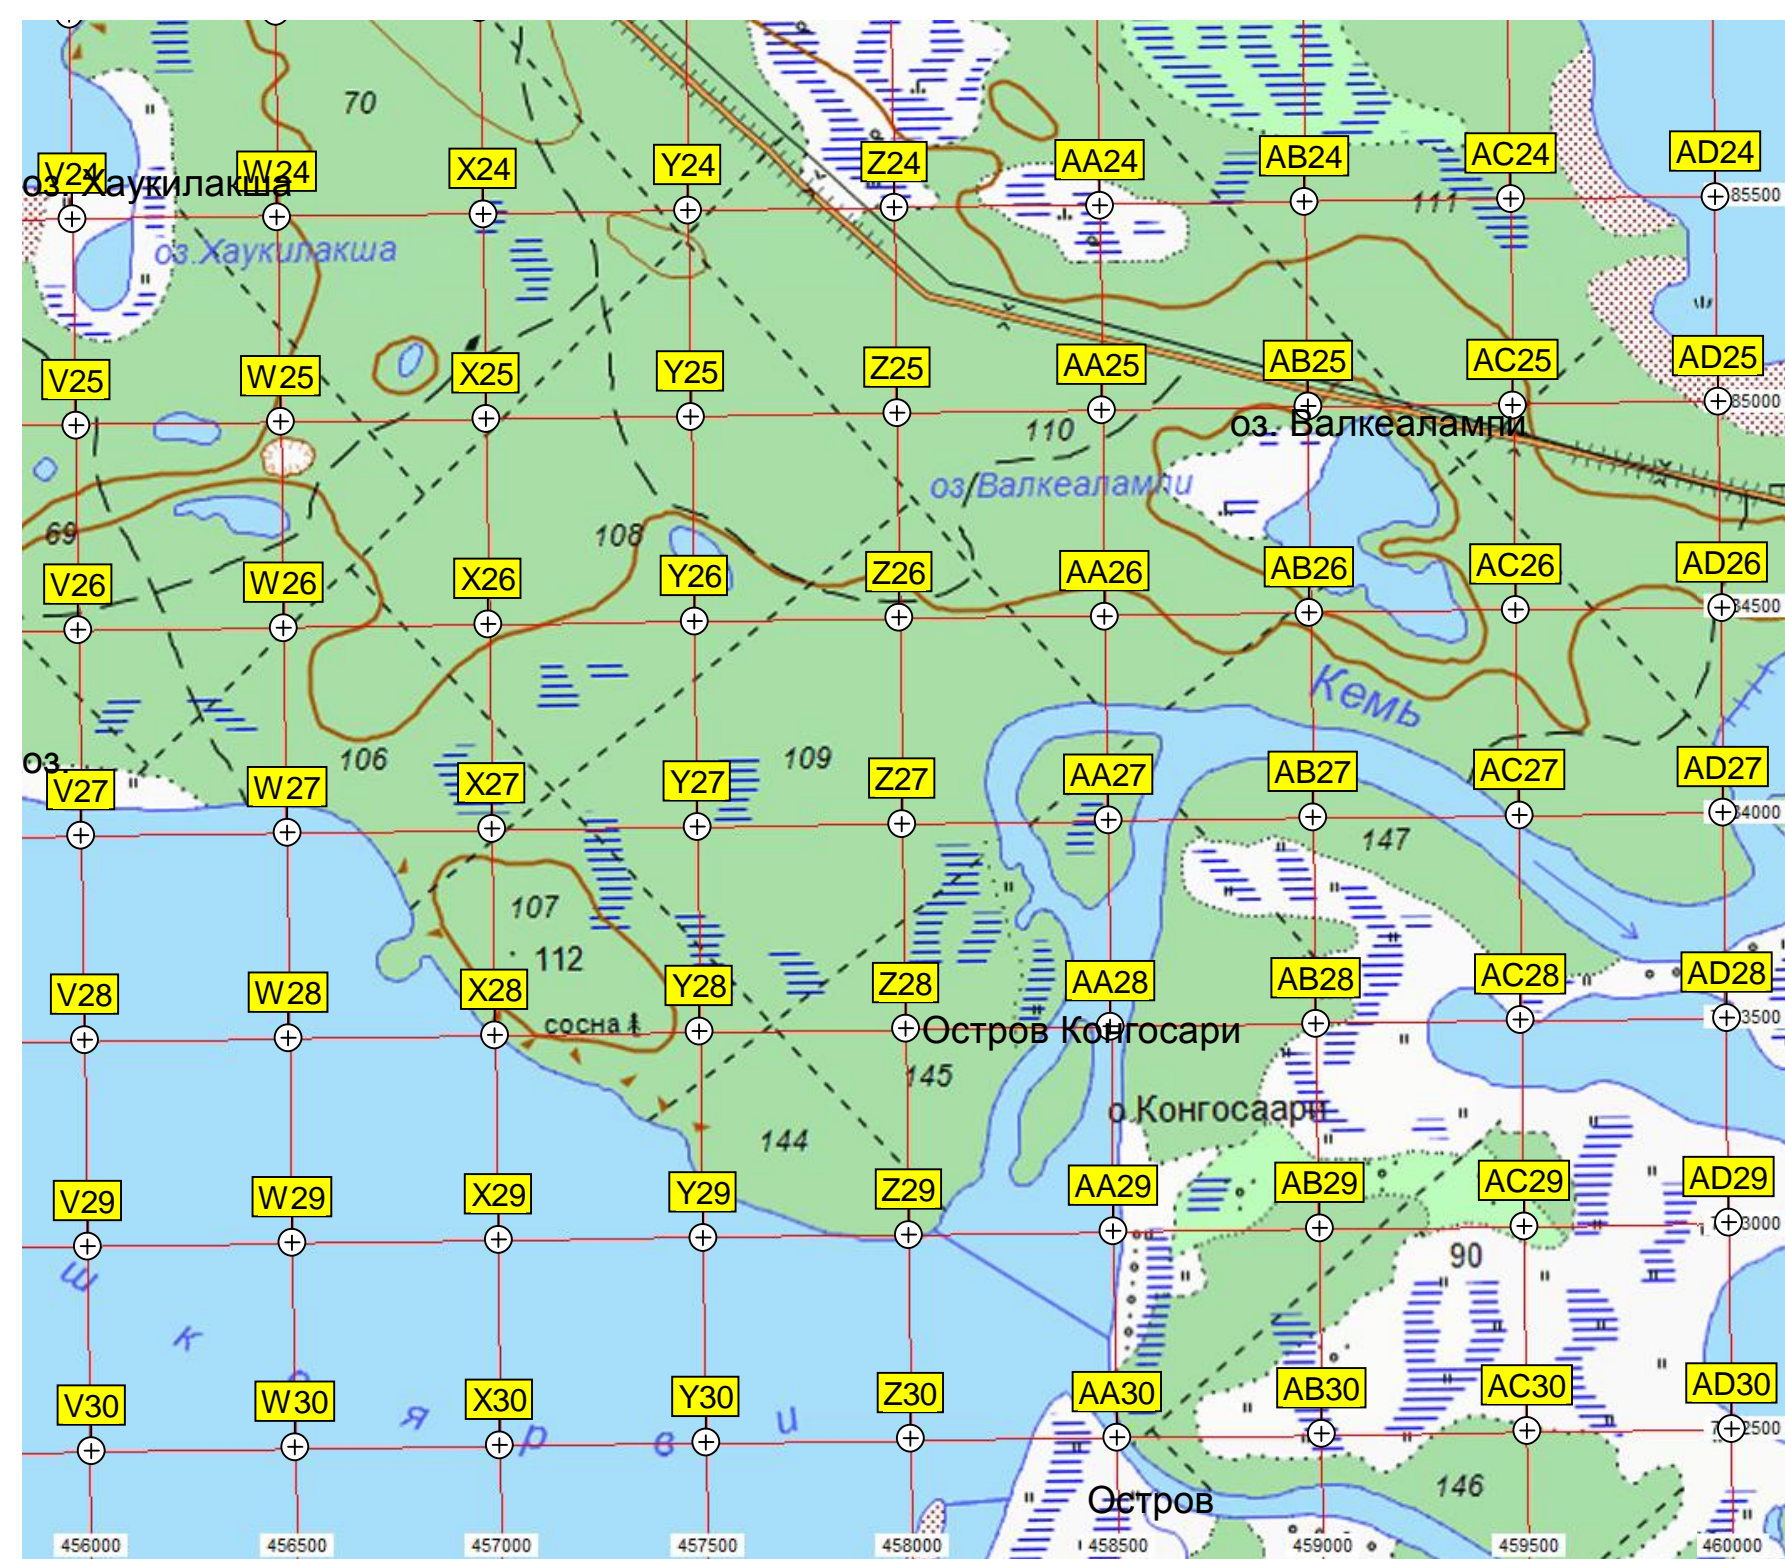 70
V24 W24 X24 Y24 Z24 AA24 AB24 AC24 AD24
оз. Хаукилакша
111
85500
оз.Хаукилакша
V25 W25 X25 Y25 Z25 AA25 AB25 AC25 AD25
85000
110
оз. Валкеалампи
оз.Валкеалампи
69
108
V26 W26 X26 Y26 Z26 AA26 AB26 AC26 AD26
84500
Кемь
106
109
оз.
V27 W27 X27 Y27 Z27 AA27 AB27 AC27 AD27
84000
147
107
112
V28 W28 X28 Y28 Z28 AA28 AB28 AC28 AD28
3500
сосна
Остров Конгосари
145
о.Конгосаари
144
V29 W29 X29 Y29 Z29 AA29 AB29 AC29 AD29
3000
90
ш
к
я р в и
V30 W30 X30 Y30 Z30 AA30 AB30 AC30 AD30
2500
146
Остров
456000 456500 457000 457500 458000 458500 459000 459500 460000